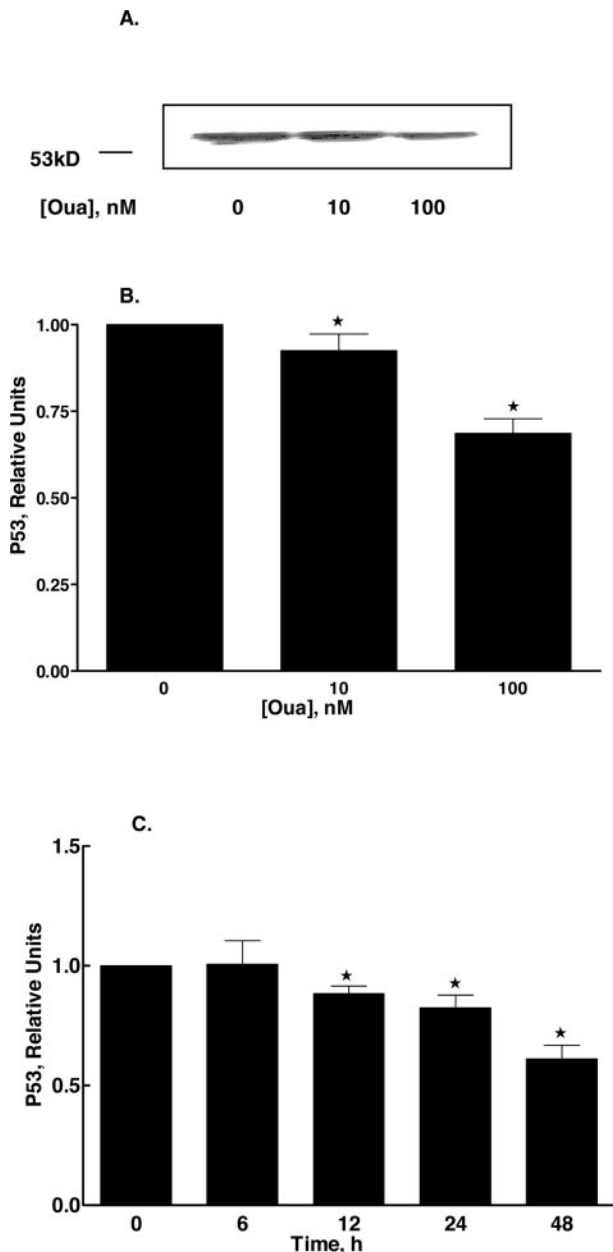 A.
53kD
[Oua], nM 0 10 100
B.
P53, Relative Units
1.00
0.75
0.50
0.25
0.00
★
★
0 10 100
[Oua], nM
C.
P53, Relative Units
1.5
1.0
0.5
0.0
★
★
★
0 6 12 24 48
Time, h